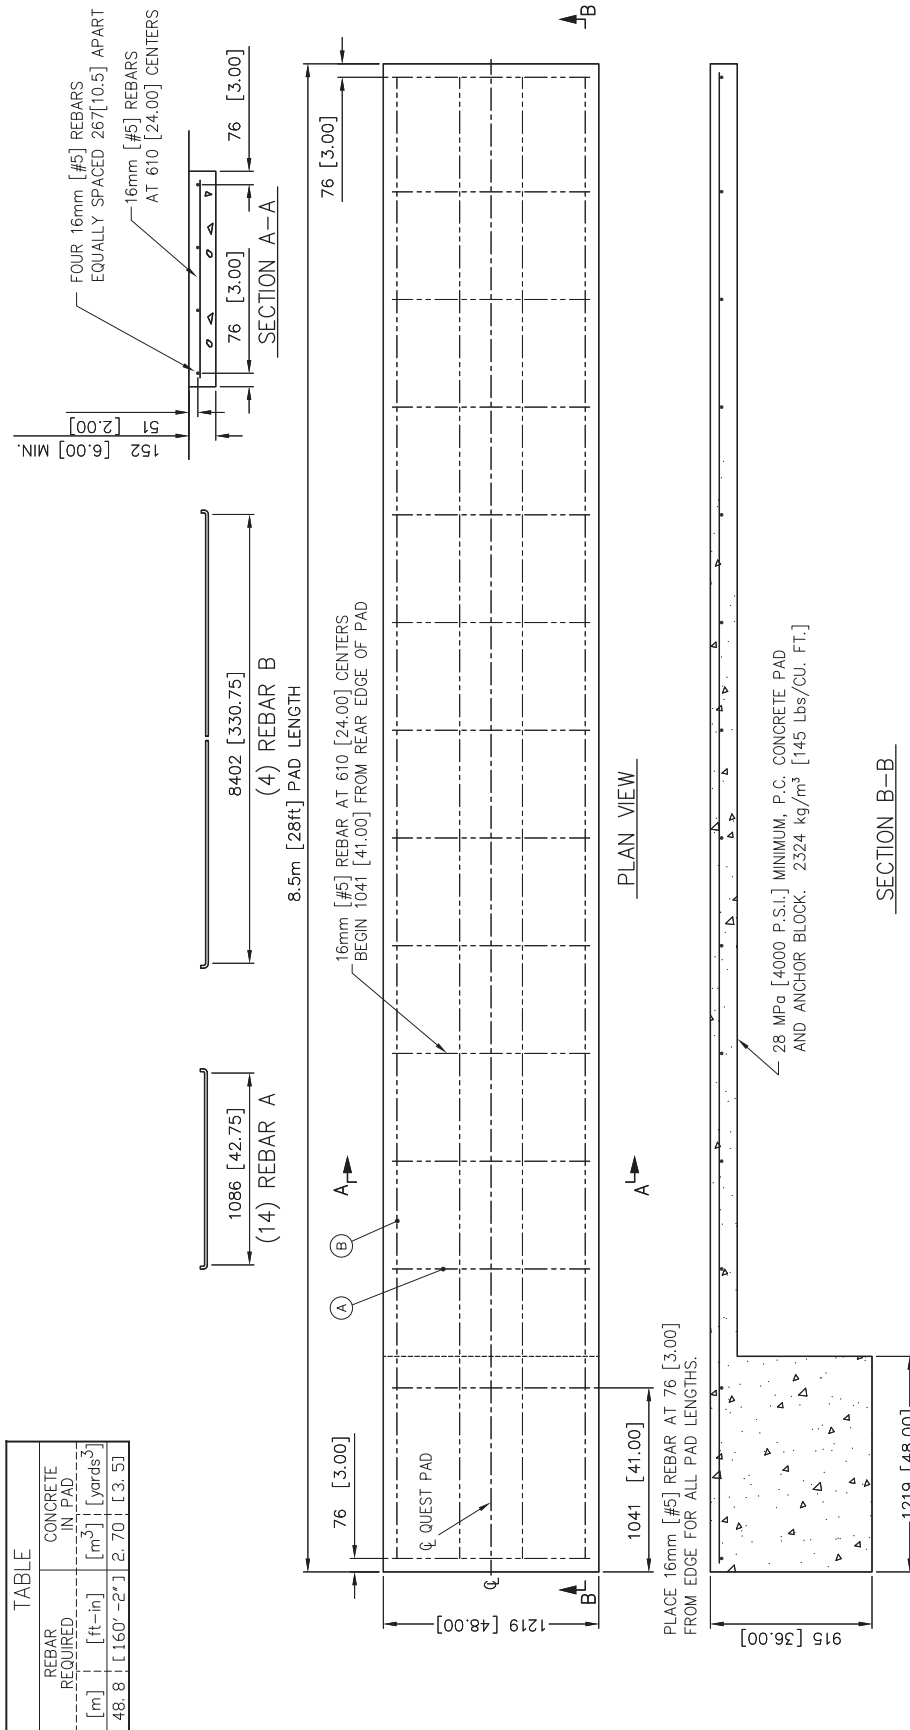 TABLE
REBAR REQUIRED
CONCRETE IN PAD
[m]
[ft-in]
[m³]
[yards³]
48. 8
[160' -2"]
2. 70
[3. 5]
1086 [42.75]
(14) REBAR A
8402 [330.75]
(4) REBAR B
152 [6.00] MIN.
51 [2.00]
FOUR 16mm [#5] REBARS
EQUALLY SPACED 267[10.5] APART
16mm [#5] REBARS
AT 610 [24.00] CENTERS
76 [3.00]
76 [3.00]
SECTION A-A
8.5m [28ft] PAD LENGTH
76 [3.00]
76 [3.00]
A
A
B
16mm [#5] REBAR AT 610 [24.00] CENTERS
BEGIN 1041 [41.00] FROM REAR EDGE OF PAD
B
B
℄
℄ QUEST PAD
1219 [48.00]
1041 [41.00]
A
PLAN VIEW
PLACE 16mm [#5] REBAR AT 76 [3.00]
FROM EDGE FOR ALL PAD LENGTHS.
915 [36.00]
1219 [48.00]
28 MPa [4000 P.S.I.] MINIMUM, P.C. CONCRETE PAD
AND ANCHOR BLOCK. 2324 kg/m³ [145 Lbs/CU. FT.]
SECTION B-B